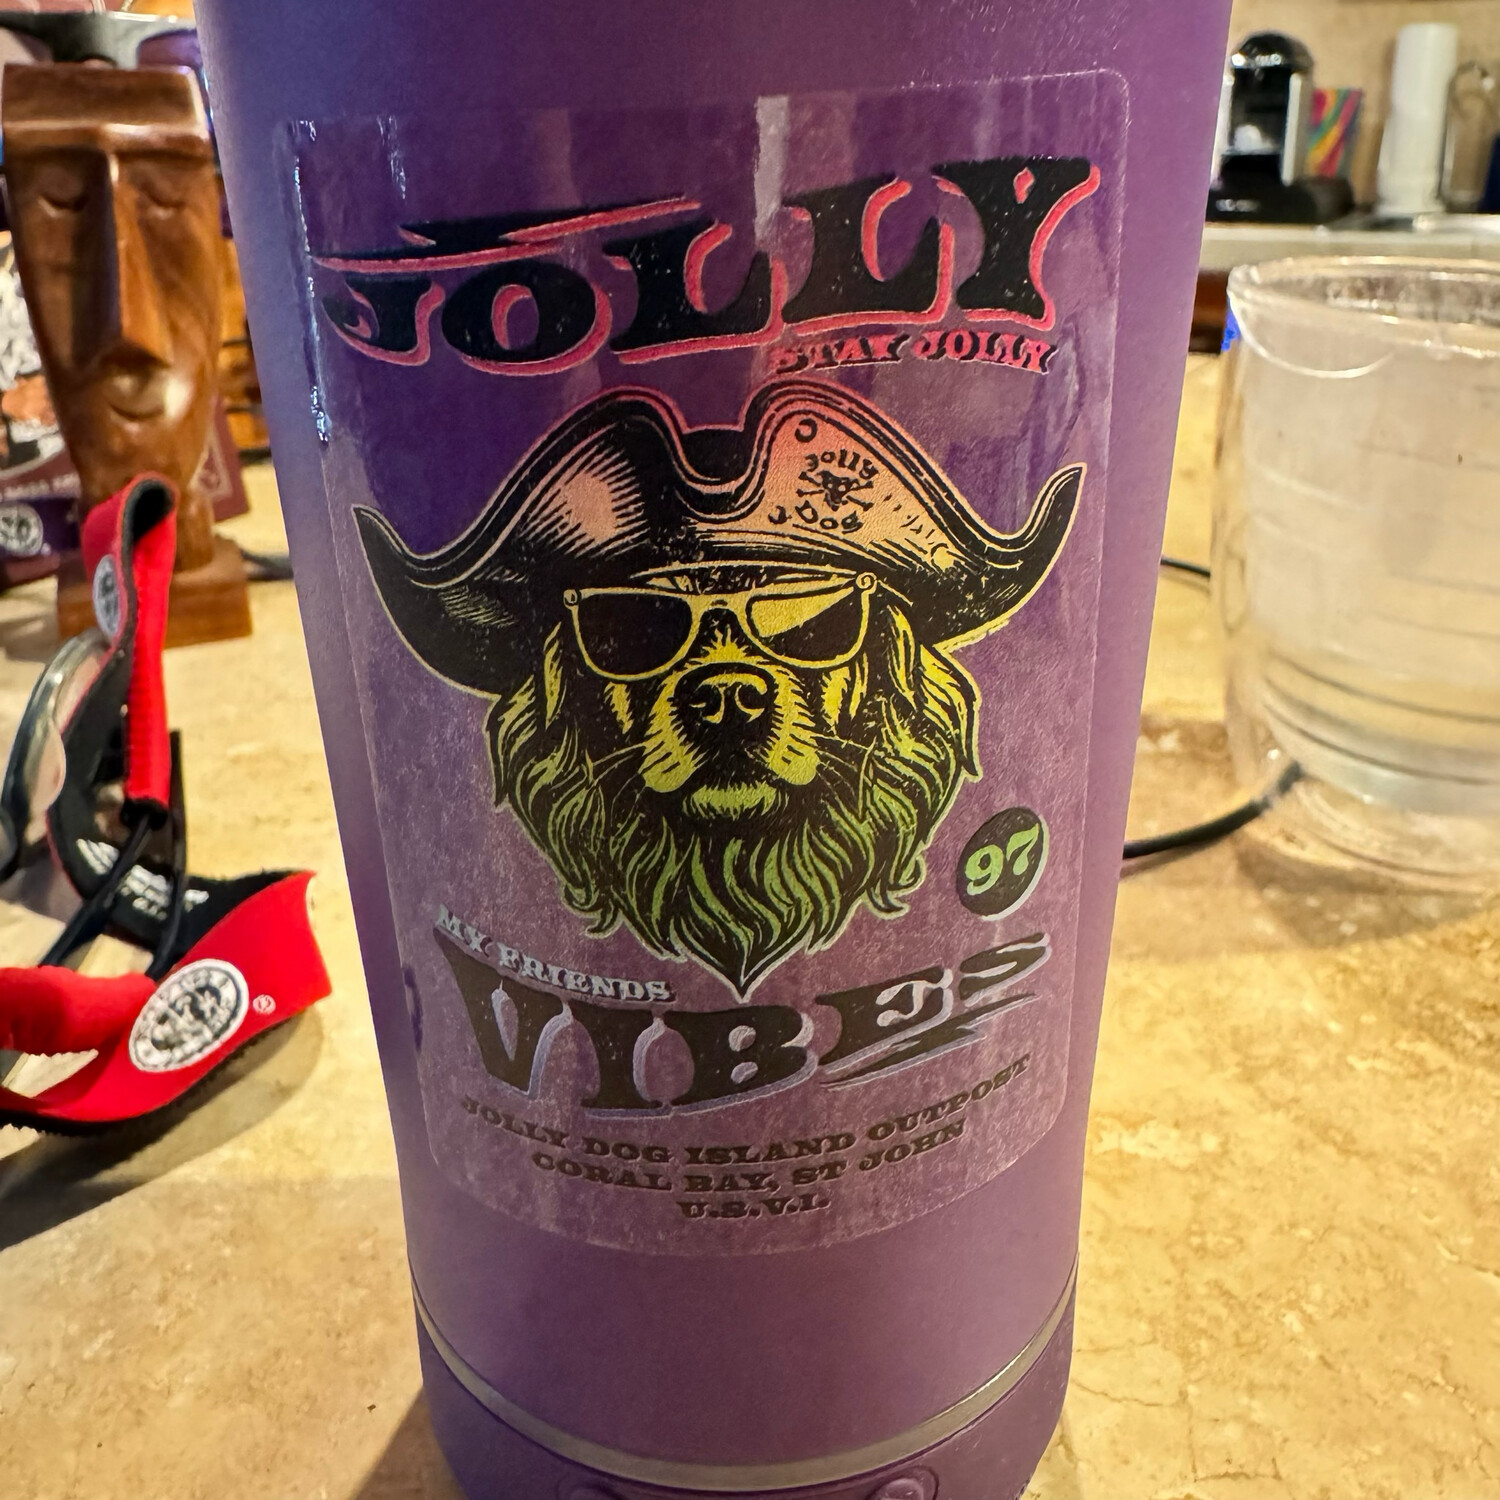 JOLLY
STAY JOLLY
Jolly
Dog
97
MY FRIENDS
VIBES
JOLLY DOG ISLAND OUTPOST
CORAL BAY, ST JOHN
U.S.V.I.